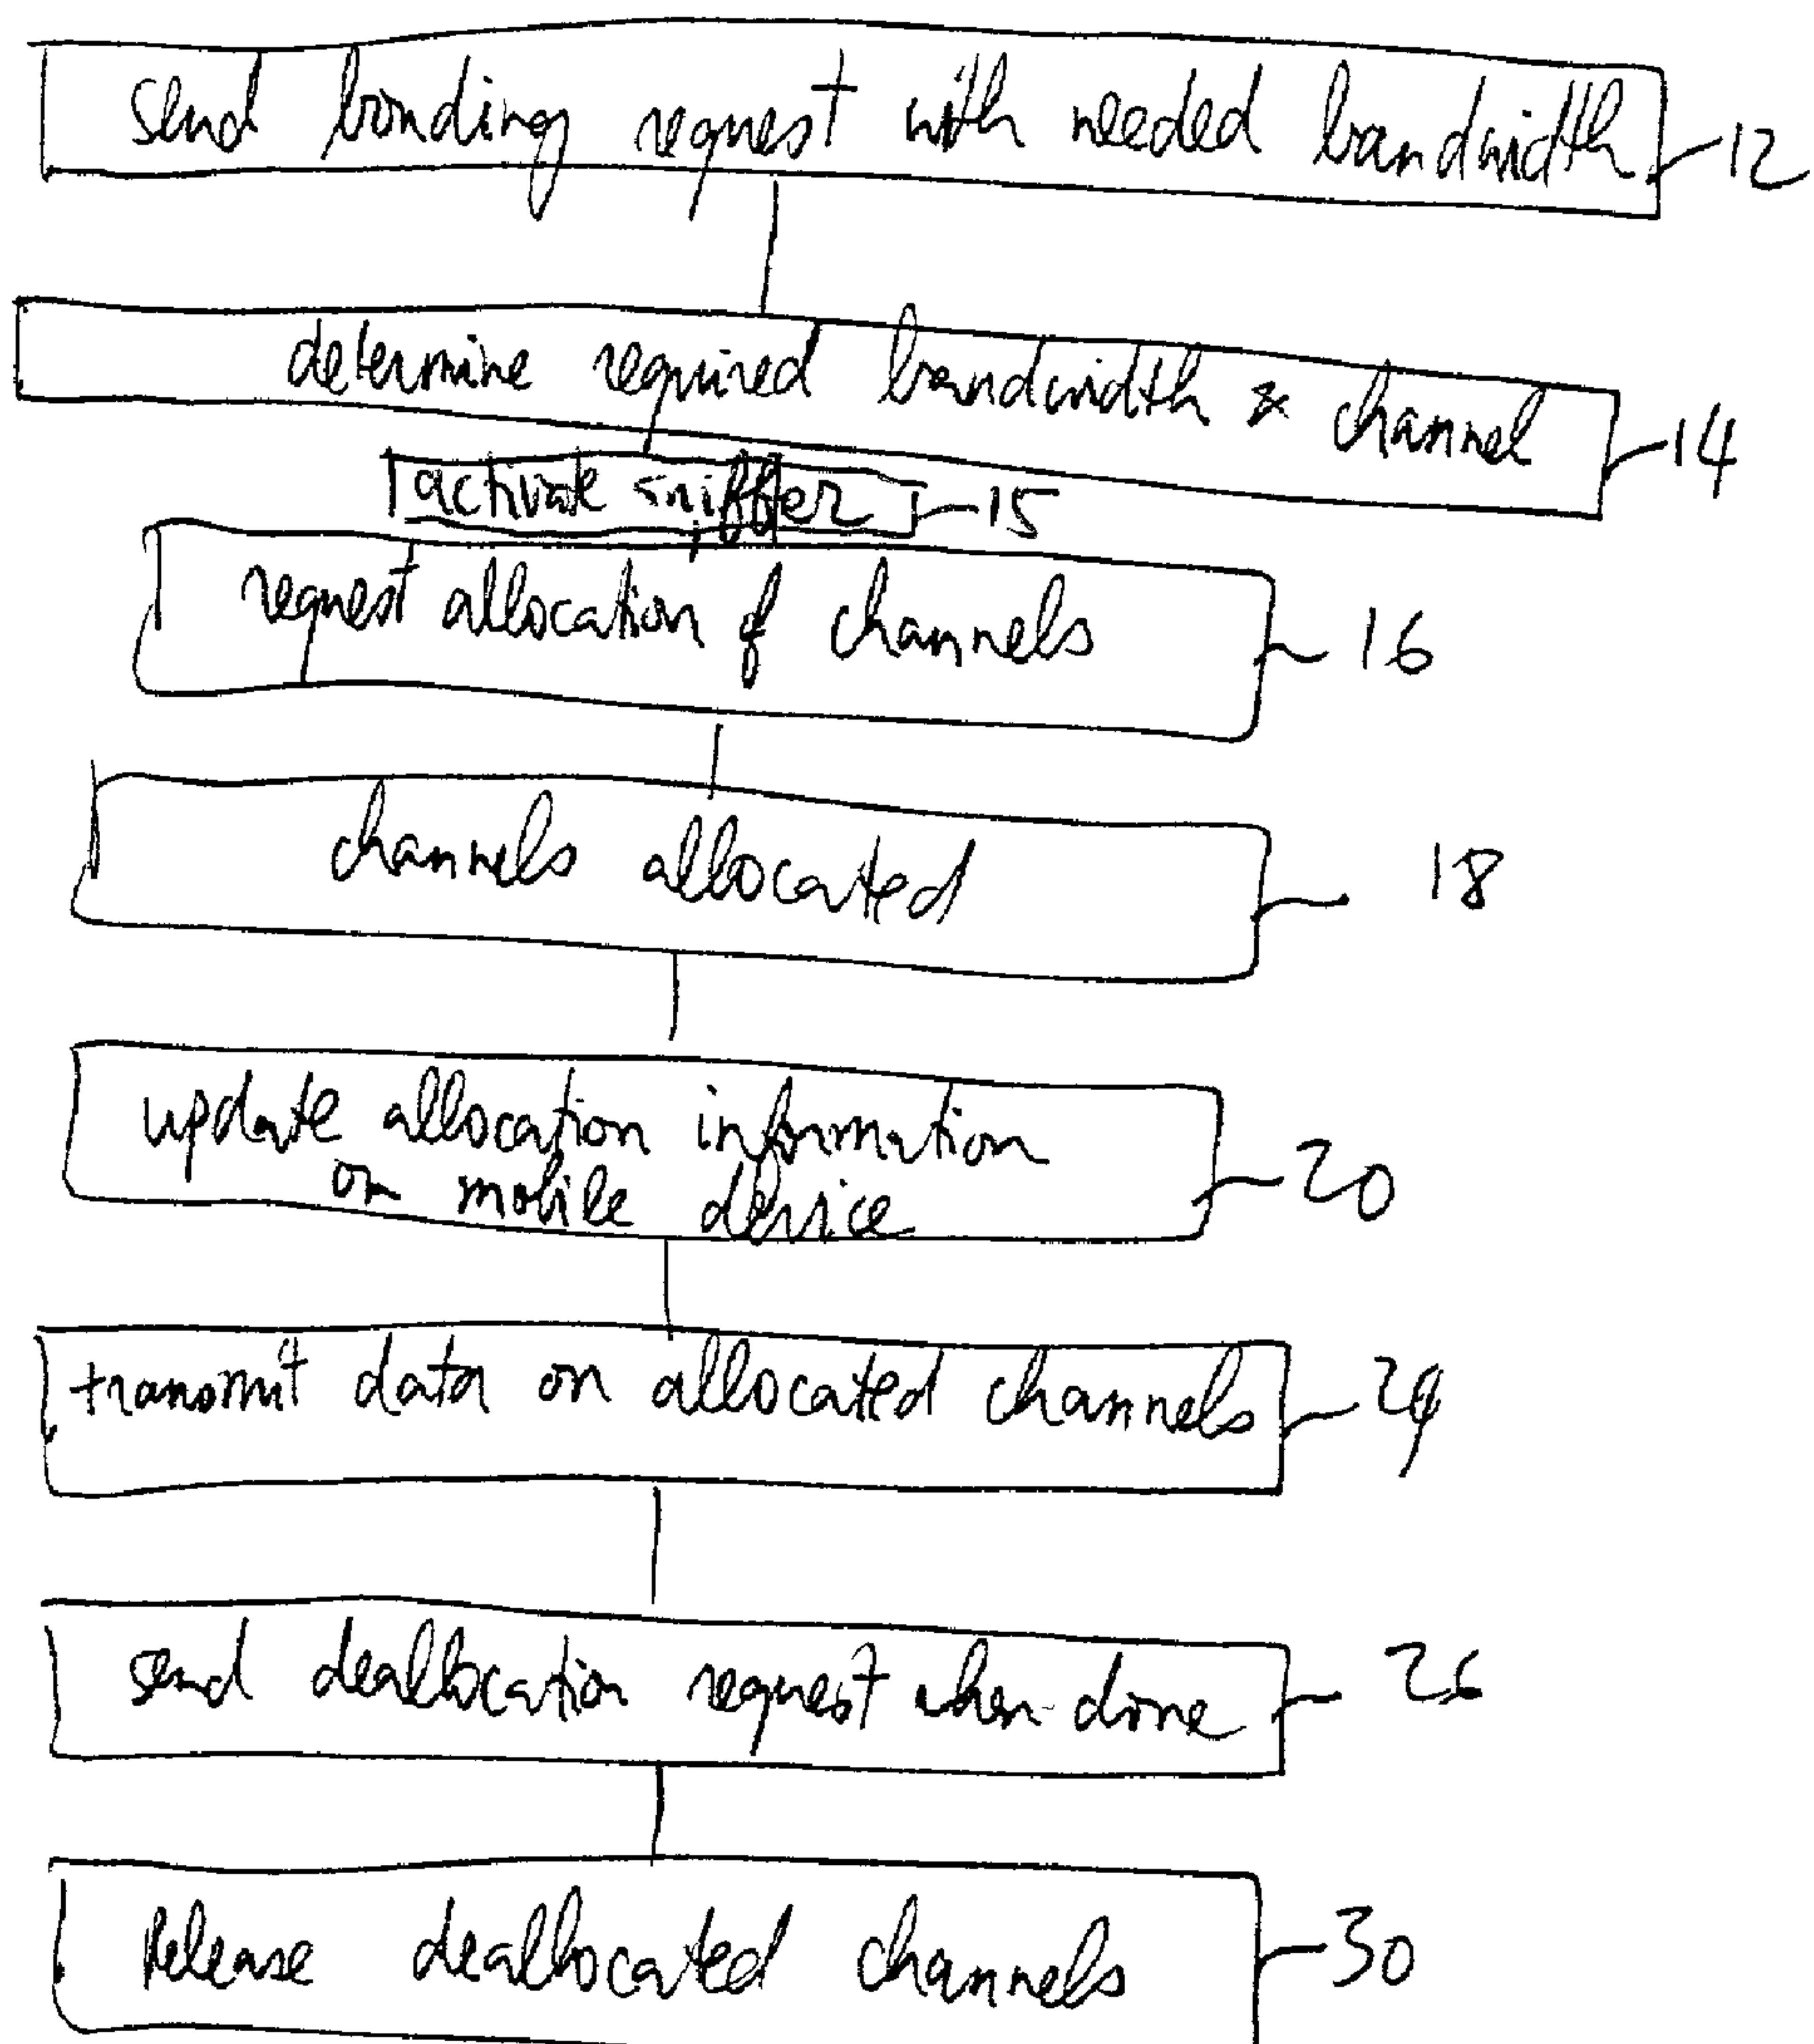 send bonding request with needed bandwidth 12
determine required bandwidth & channel 14
activate sniffer 15
request allocation of channels 16
channels allocated 18
update allocation information
on mobile device 20
transmit data on allocated channels 24
send deallocation request when done 26
Release deallocated channels 30